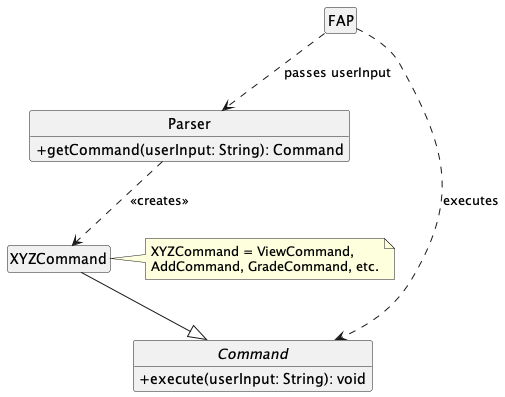 FAP
passes userInput
Parser
+getCommand(userInput: String): Command
«creates»
executes
XYZCommand
XYZCommand = ViewCommand,
AddCommand, GradeCommand, etc.
Command
+execute(userInput: String): void